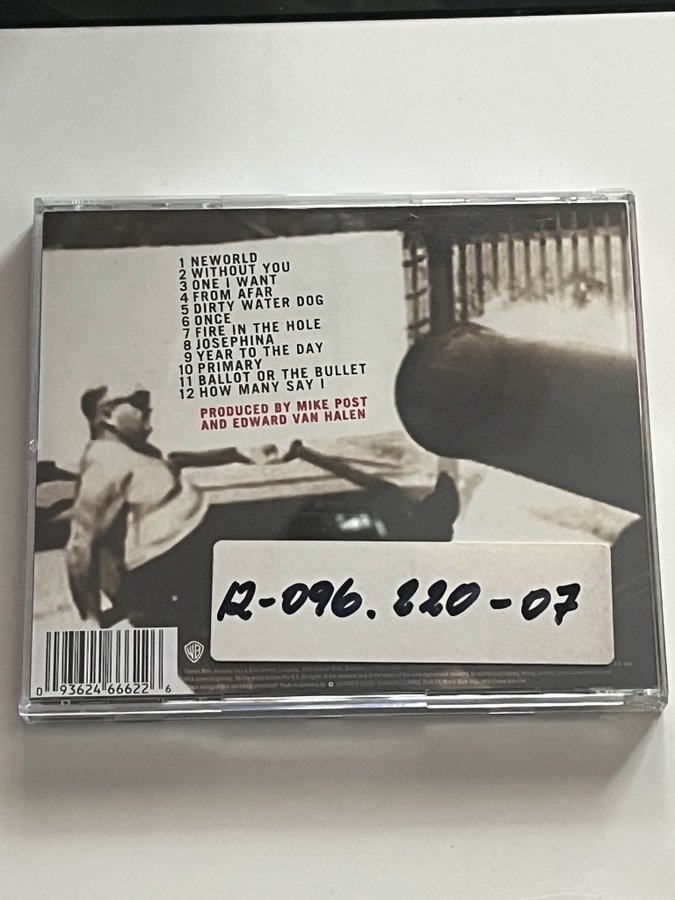 1 NEWORLD
2 WITHOUT YOU
3 ONE I WANT
4 FROM AFAR
5 DIRTY WATER DOG
6 ONCE
7 FIRE IN THE HOLE
8 JOSEPHINA
9 YEAR TO THE DAY
10 PRIMARY
11 BALLOT OR THE BULLET
12 HOW MANY SAY I
PRODUCED BY MIKE POST
AND EDWARD VAN HALEN
12-096.220-07
0 93624 66622 6
WB